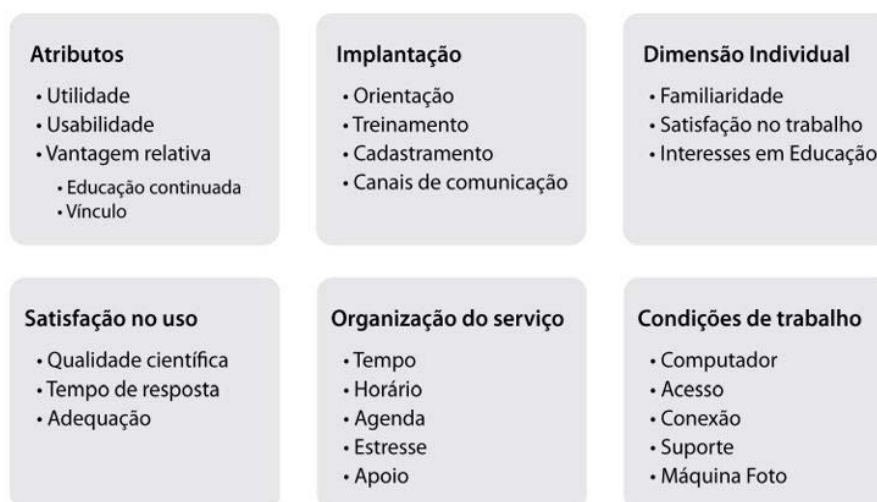 Atributos
• Utilidade
• Usabilidade
• Vantagem relativa
• Educação continuada
• Vínculo
Implantação
• Orientação
• Treinamento
• Cadastramento
• Canais de comunicação
Dimensão Individual
• Familiaridade
• Satisfação no trabalho
• Interesses em Educação
Satisfação no uso
• Qualidade científica
• Tempo de resposta
• Adequação
Organização do serviço
• Tempo
• Horário
• Agenda
• Estresse
• Apoio
Condições de trabalho
• Computador
• Acesso
• Conexão
• Suporte
• Máquina Foto